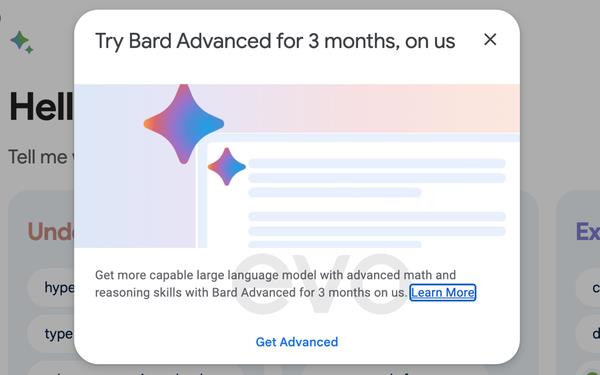 Try Bard Advanced for 3 months, on us
Hell
Tell me
Und
Ex
hype
type
evo
Get more capable large language model with advanced math and
reasoning skills with Bard Advanced for 3 months on us. Learn More
Get Advanced